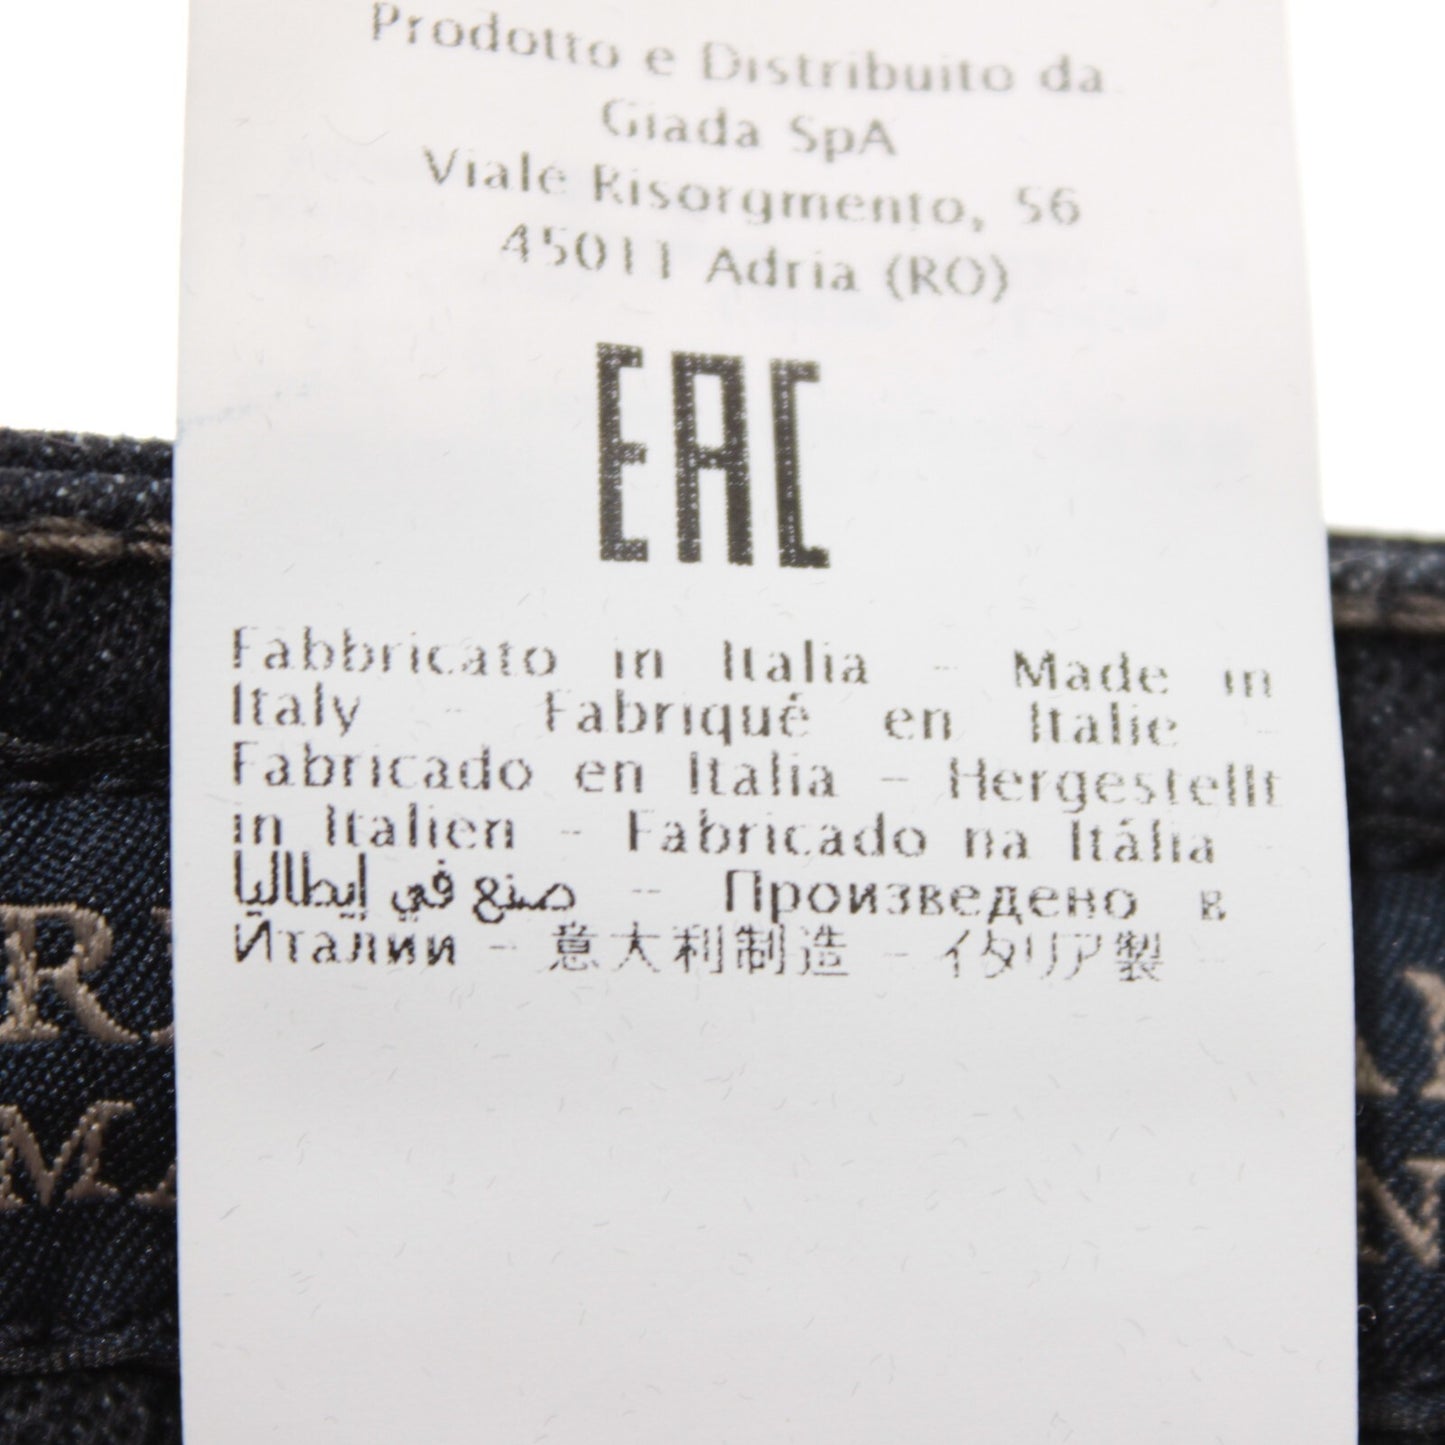 Prodotto e Distribuito da
Giada SpA
Viale Risorgmento, 56
45011 Adria (RO)
EAC
Fabbricato in Italia - Made in
Italy - Fabriqué en Italie -
Fabricado en Italia - Hergestellt
in Italien - Fabricado na Itália -
صنع في إيطاليا - Произведено в
Италии - 意大利制造 - イタリア製 -